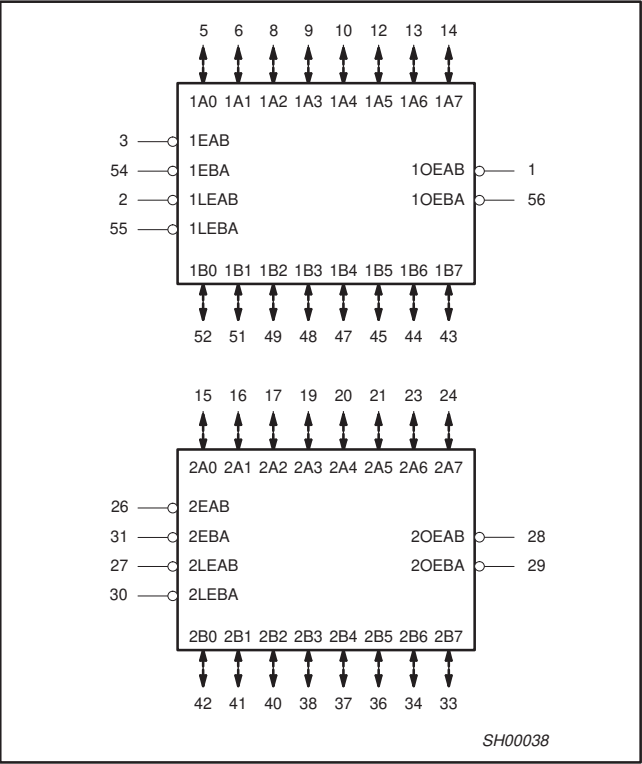 5 6 8 9 10 12 13 14
1A0 1A1 1A2 1A3 1A4 1A5 1A6 1A7
3 1EAB
54 1EBA 1OEAB 1
2 1LEAB 1OEBA 56
55 1LEBA
1B0 1B1 1B2 1B3 1B4 1B5 1B6 1B7
52 51 49 48 47 45 44 43
15 16 17 19 20 21 23 24
2A0 2A1 2A2 2A3 2A4 2A5 2A6 2A7
26 2EAB
31 2EBA 2OEAB 28
27 2LEAB 2OEBA 29
30 2LEBA
2B0 2B1 2B2 2B3 2B4 2B5 2B6 2B7
42 41 40 38 37 36 34 33
SH00038